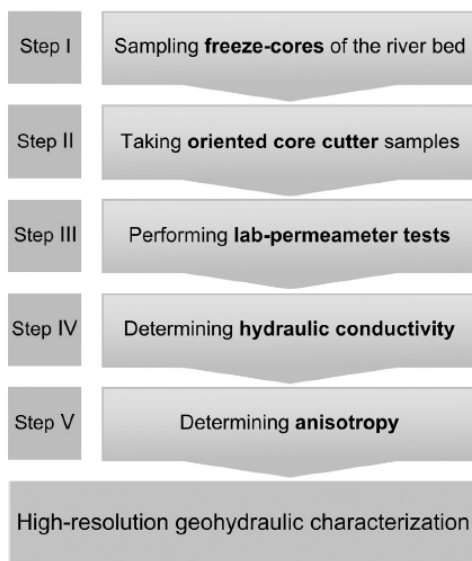 Step I
Sampling freeze-cores of the river bed
Step II
Taking oriented core cutter samples
Step III
Performing lab-permeameter tests
Step IV
Determining hydraulic conductivity
Step V
Determining anisotropy
High-resolution geohydraulic characterization